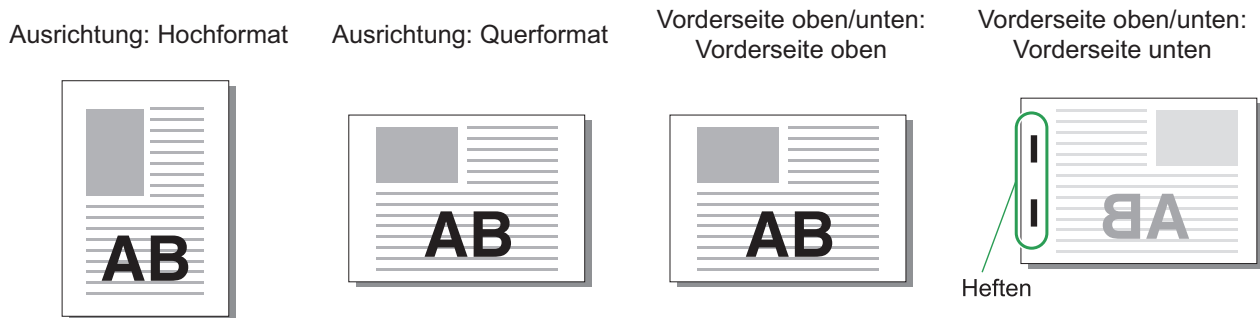 Ausrichtung: Hochformat
Ausrichtung: Querformat
Vorderseite oben/unten:
Vorderseite oben
Vorderseite oben/unten:
Vorderseite unten
AB
AB
AB
AB
Heften